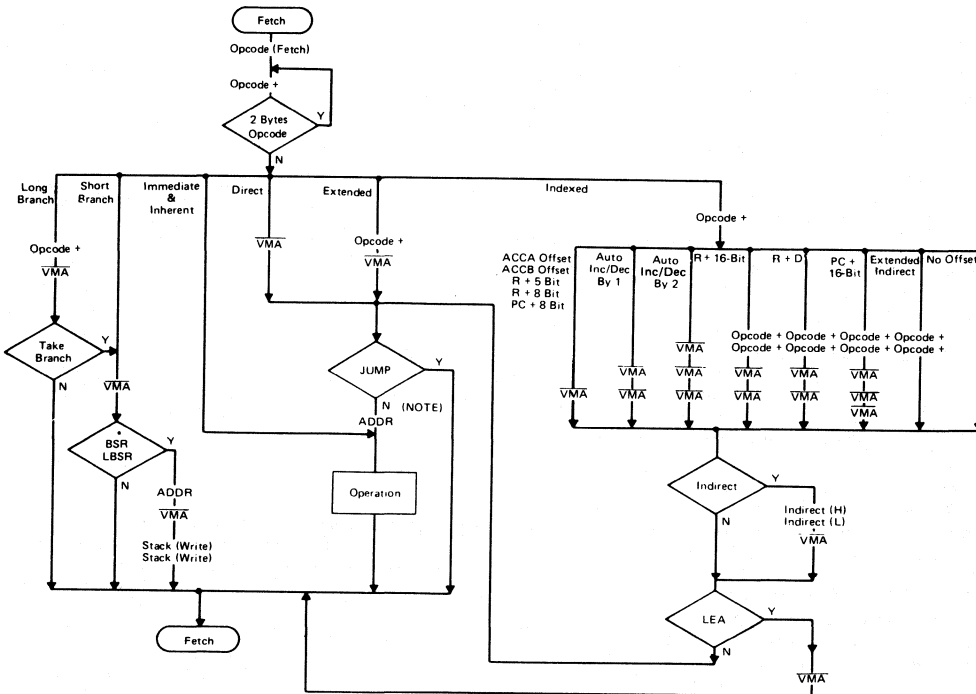 Fetch
Opcode (Fetch)
Opcode +
2 Bytes
Opcode
Y
N
Long
Branch
Short
Branch
Immediate
&
Inherent
Direct
Extended
Indexed
Opcode +
VMA
VMA
Opcode +
VMA
Opcode +
ACCA Offset
ACCB Offset
R + 5 Bit
R + 8 Bit
PC + 8 Bit
Auto
Inc/Dec
By 1
Auto
Inc/Dec
By 2
R + 16-Bit
R + D
PC +
16-Bit
Extended
Indirect
No Offset
Opcode + Opcode + Opcode + Opcode +
Opcode + Opcode + Opcode + Opcode +
VMA
VMA
VMA
VMA
VMA
VMA
VMA
VMA
VMA
VMA
VMA
VMA
VMA
Take
Branch
Y
N
VMA
JUMP
Y
N
(NOTE)
ADDR
*
BSR
LBSR
Y
N
ADDR
VMA
Stack (Write)
Stack (Write)
Operation
Indirect
Y
N
Indirect (H)
Indirect (L)
VMA
LEA
Y
N
VMA
Fetch